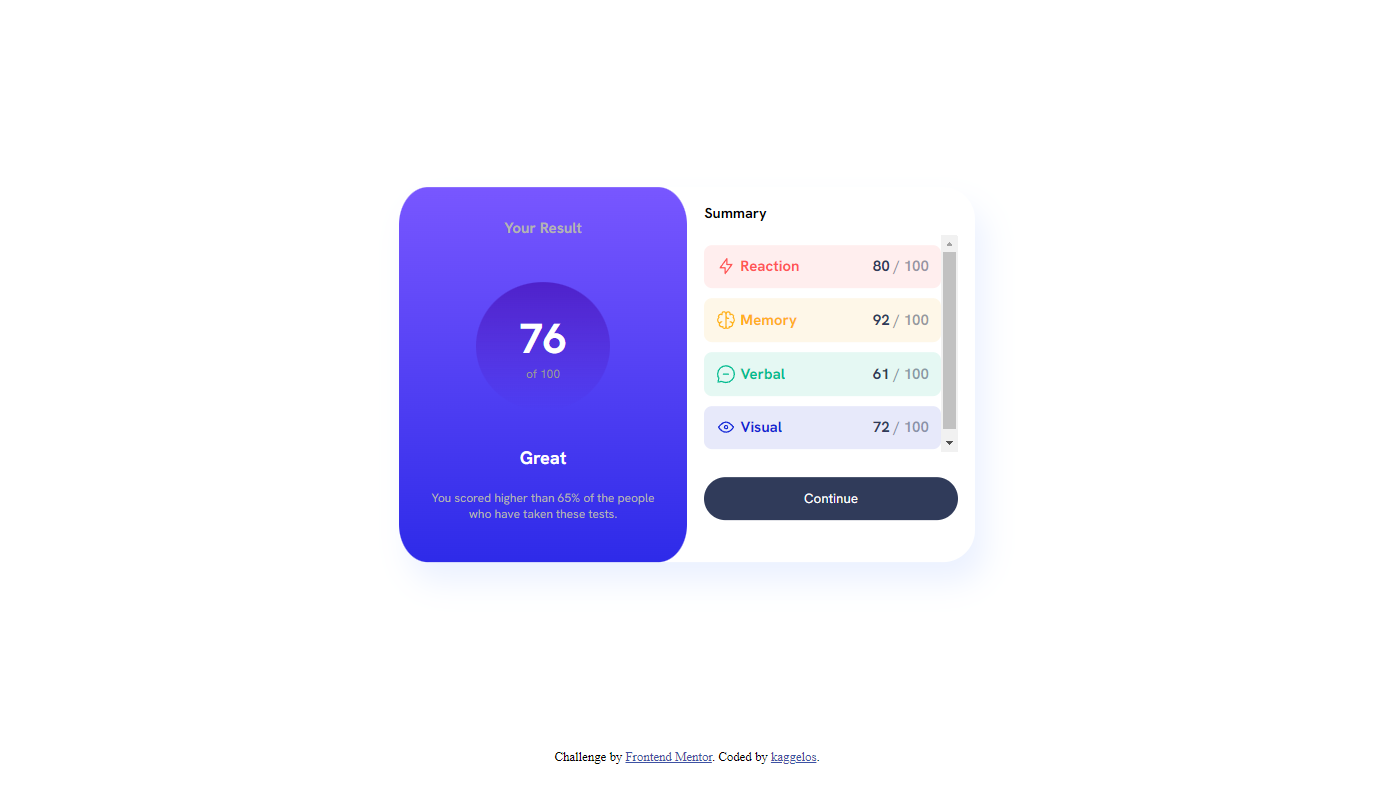 Your Result
76
of 100
Great
You scored higher than 65% of the people
who have taken these tests.
Summary
Reaction 80 / 100
Memory 92 / 100
Verbal 61 / 100
Visual 72 / 100
Continue
Challenge by Frontend Mentor. Coded by kaggelos.